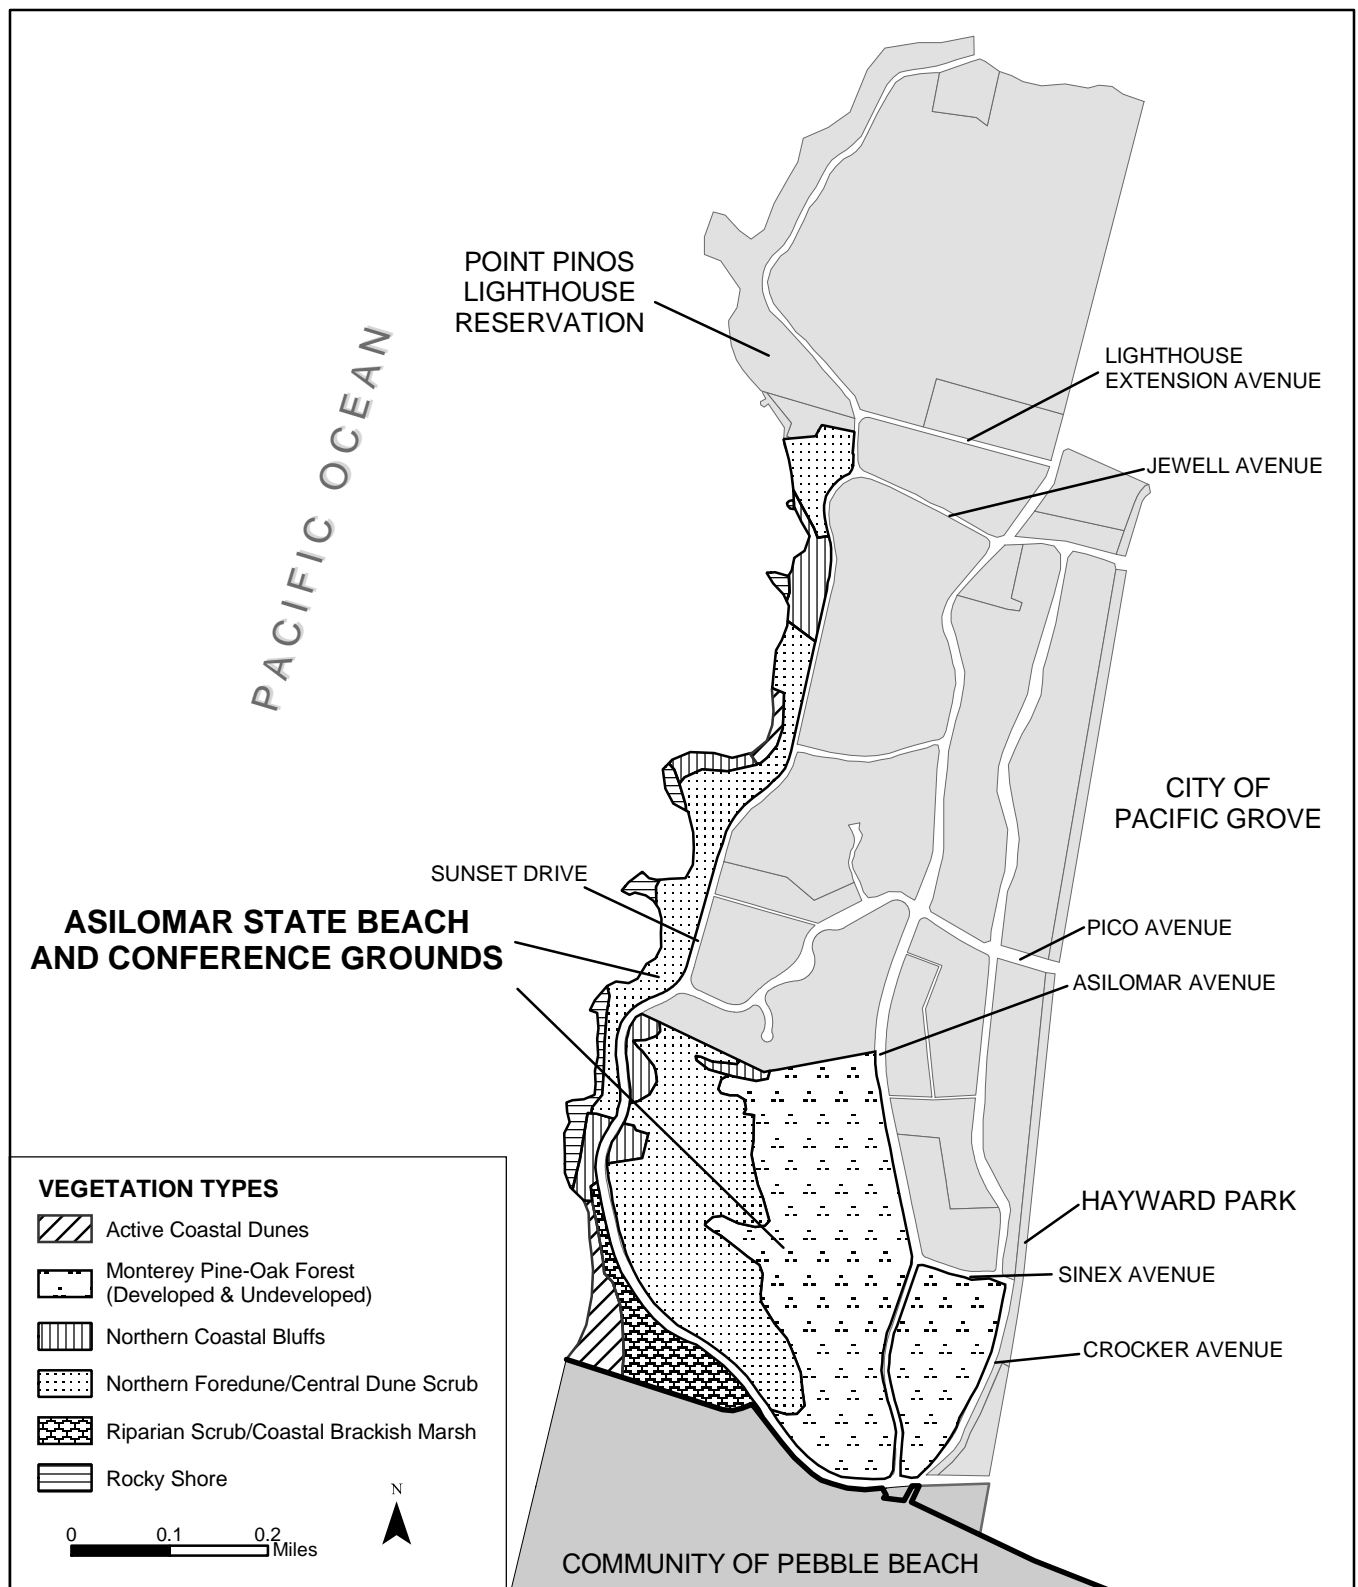 POINT PINOS
LIGHTHOUSE
RESERVATION
LIGHTHOUSE
EXTENSION AVENUE
JEWELL AVENUE
PACIFIC OCEAN
CITY OF
PACIFIC GROVE
SUNSET DRIVE
ASILOMAR STATE BEACH
AND CONFERENCE GROUNDS
PICO AVENUE
ASILOMAR AVENUE
HAYWARD PARK
SINEX AVENUE
CROCKER AVENUE
VEGETATION TYPES
Active Coastal Dunes
Monterey Pine-Oak Forest
(Developed & Undeveloped)
Northern Coastal Bluffs
Northern Foredune/Central Dune Scrub
Riparian Scrub/Coastal Brackish Marsh
Rocky Shore
N
0 0.1 0.2
Miles
COMMUNITY OF PEBBLE BEACH